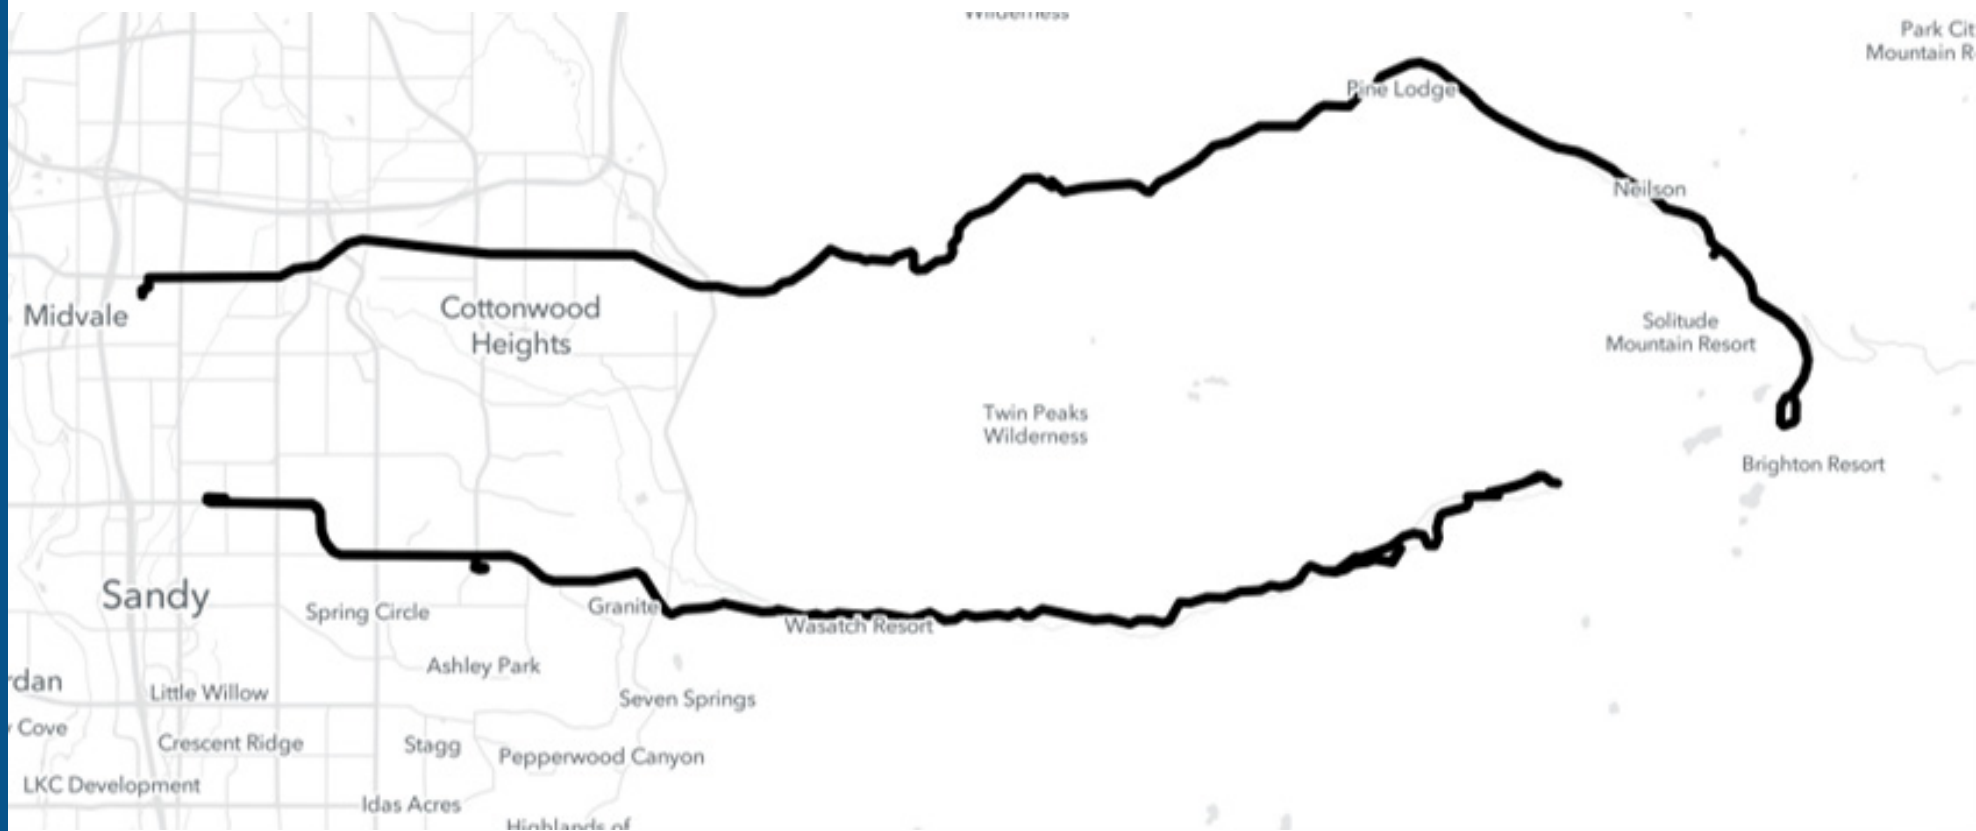 Wilderness
Park Cit
Mountain R
Pine Lodge
Neilson
Midvale
Cottonwood
Heights
Solitude
Mountain Resort
Twin Peaks
Wilderness
Brighton Resort
Sandy
Granite
Spring Circle
Wasatch Resort
Ashley Park
rdan
Little Willow
Seven Springs
Cove
Crescent Ridge
Stagg
Pepperwood Canyon
LKC Development
Idas Acres
Highlands of